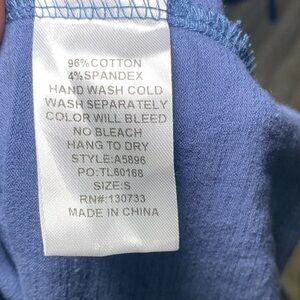 96% COTTON
4% SPANDEX
HAND WASH COLD
WASH SEPARATELY
COLOR WILL BLEED
NO BLEACH
HANG TO DRY
STYLE:A5896
PO:TL60168
SIZE:S
RN#:130733
MADE IN CHINA